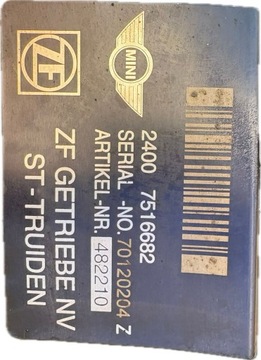 ZF
MINI
2400 7516682
SERIAL -NO. 70120204 Z
ARTIKEL-NR. 482210
ZF GETRIEBE NV
ST-TRUIDEN